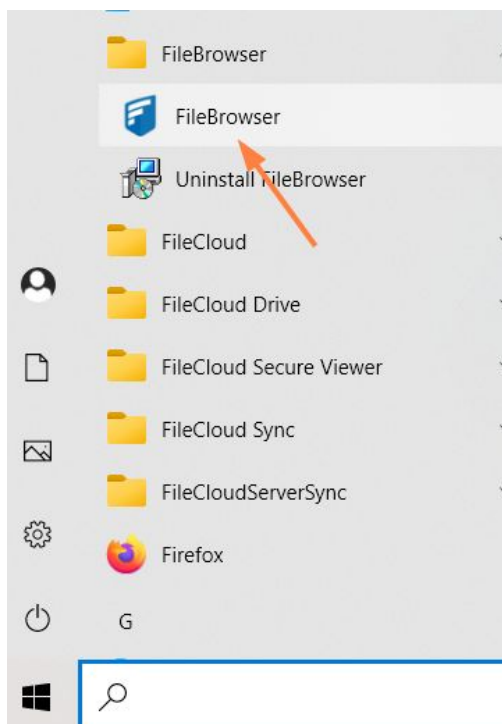 FileBrowser
FileBrowser
Uninstall FileBrowser
FileCloud
FileCloud Drive
FileCloud Secure Viewer
FileCloud Sync
FileCloudServerSync
Firefox
G